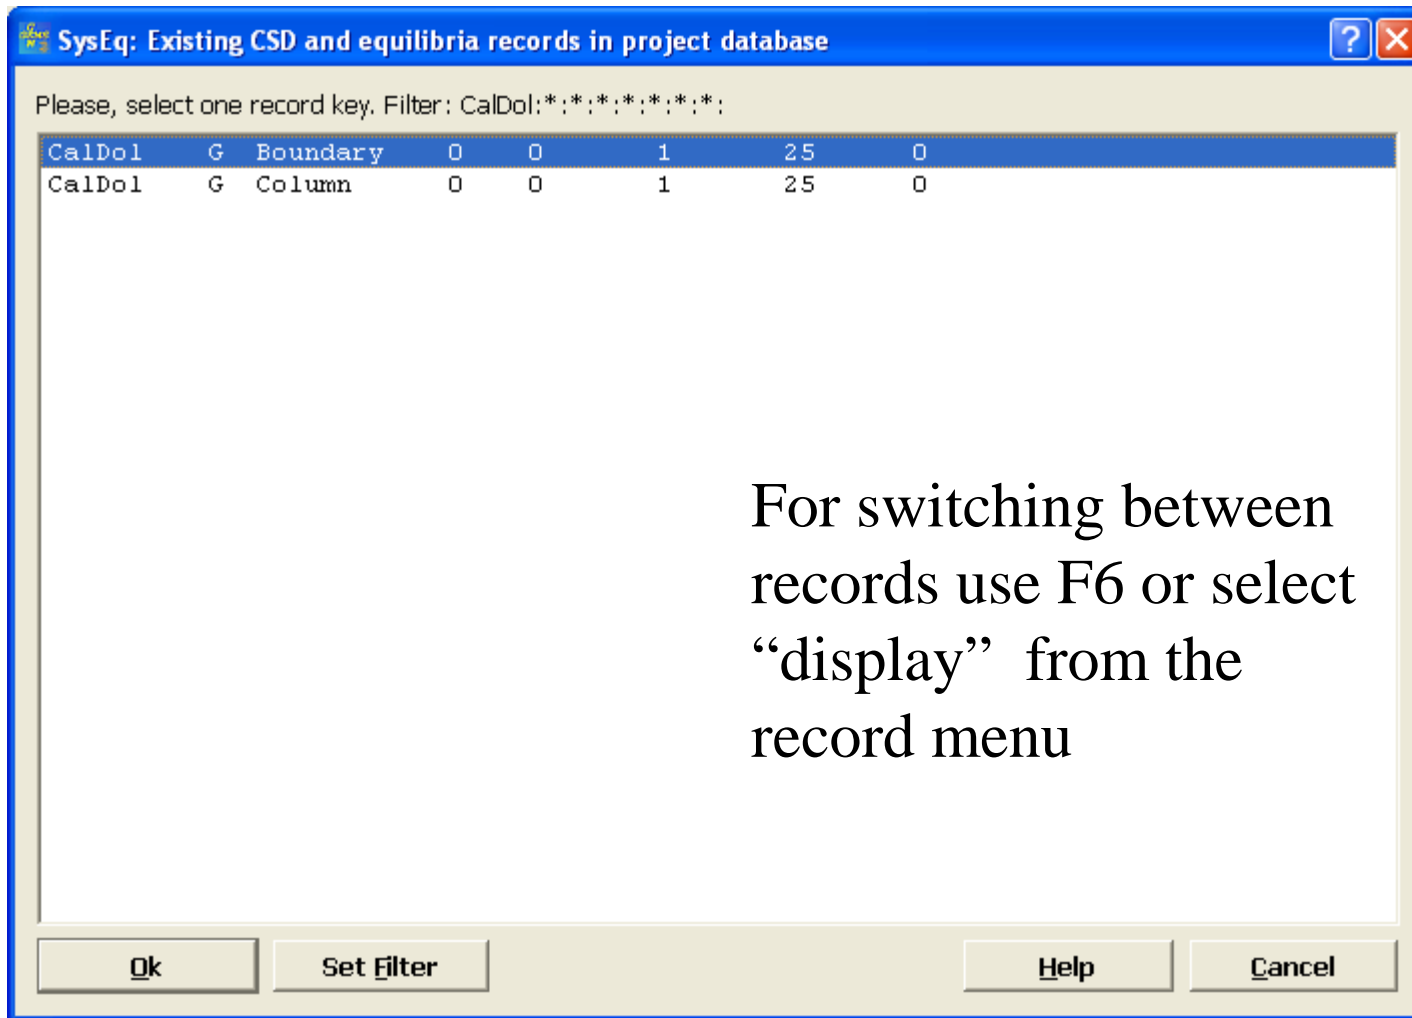 SysEq: Existing CSD and equilibria records in project database
Please, select one record key. Filter: CalDol:*:*:*:*:*:*:*:
CalDol G Boundary 0 0 1 25 0
CalDol G Column 0 0 1 25 0
For switching between
records use F6 or select
“display” from the
record menu
Ok Set Filter Help Cancel